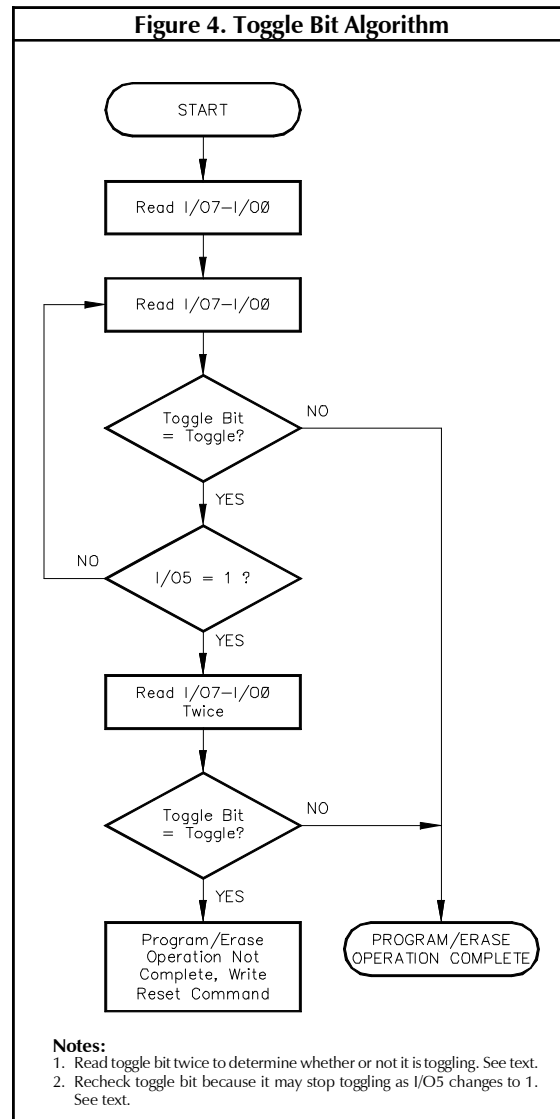 Figure 4. Toggle Bit Algorithm
START
Read I/O7–I/O0
Read I/O7–I/O0
Toggle Bit
= Toggle?
NO
YES
NO
I/O5 = 1 ?
YES
Read I/O7–I/O0
Twice
Toggle Bit
= Toggle?
NO
YES
Program/Erase
Operation Not
Complete, Write
Reset Command
PROGRAM/ERASE
OPERATION COMPLETE
Notes:
1. Read toggle bit twice to determine whether or not it is toggling. See text.
2. Recheck toggle bit because it may stop toggling as I/O5 changes to 1.
See text.